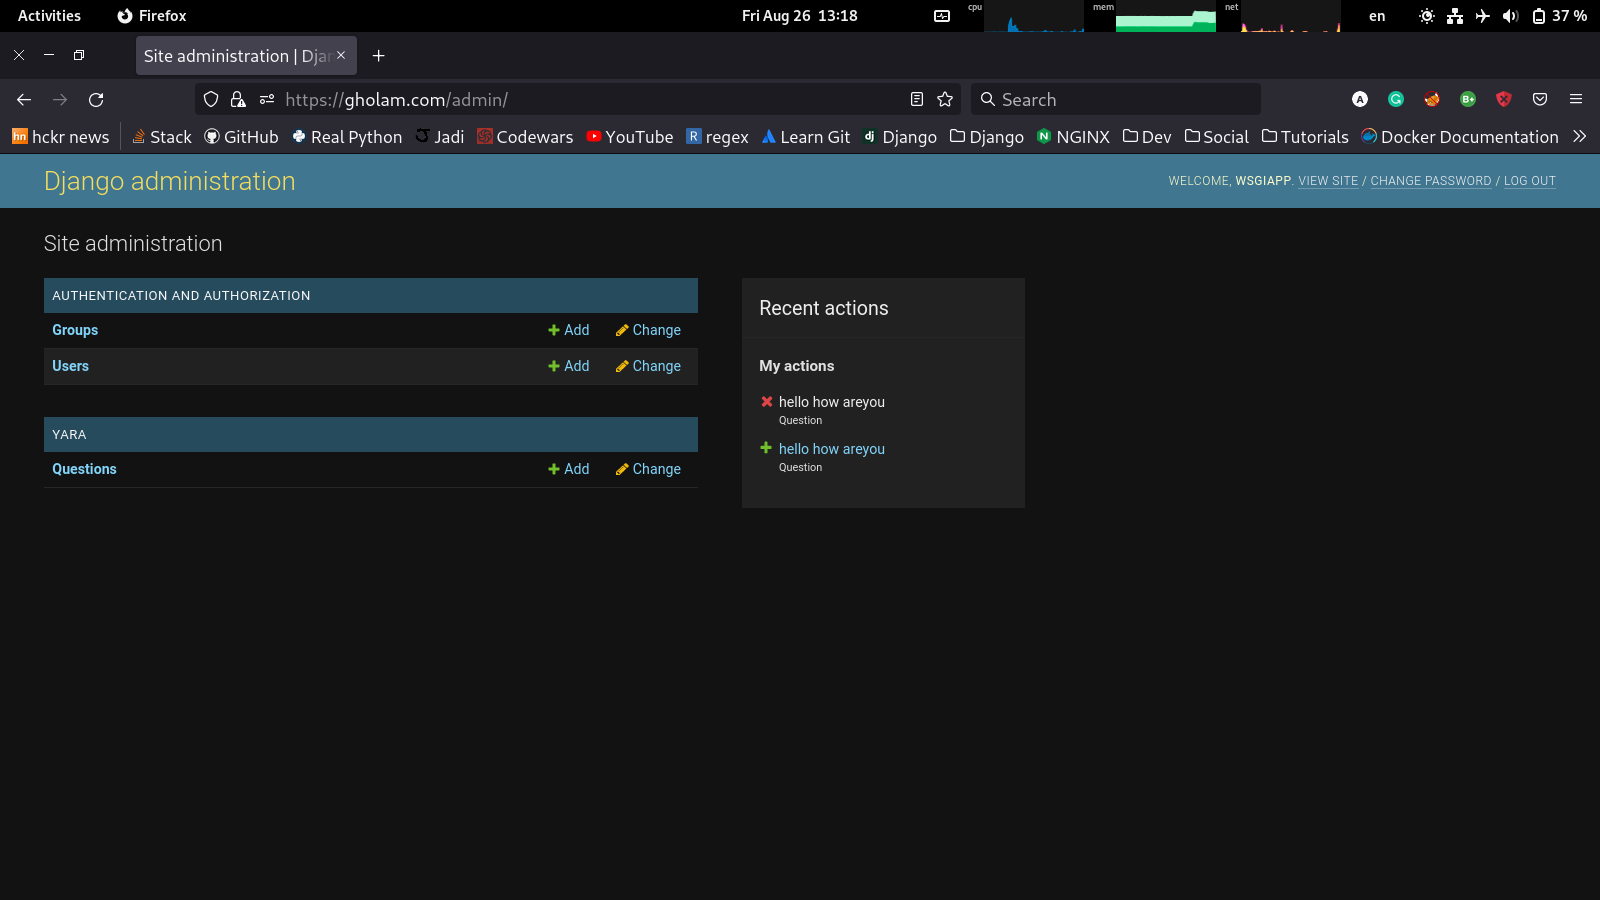 Activities Firefox Fri Aug 26 13:18 cpu mem net en 37 %
Site administration | Djan
https://gholam.com/admin/ Search A G B+
hn hckr news Stack GitHub Real Python Jadi Codewars YouTube R regex Learn Git dj Django Django N NGINX Dev Social Tutorials Docker Documentation
Django administration WELCOME, WSGIAPP. VIEW SITE / CHANGE PASSWORD / LOG OUT
Site administration
AUTHENTICATION AND AUTHORIZATION
Groups Add Change
Users Add Change
YARA
Questions Add Change
Recent actions
My actions
hello how areyou
Question
hello how areyou
Question